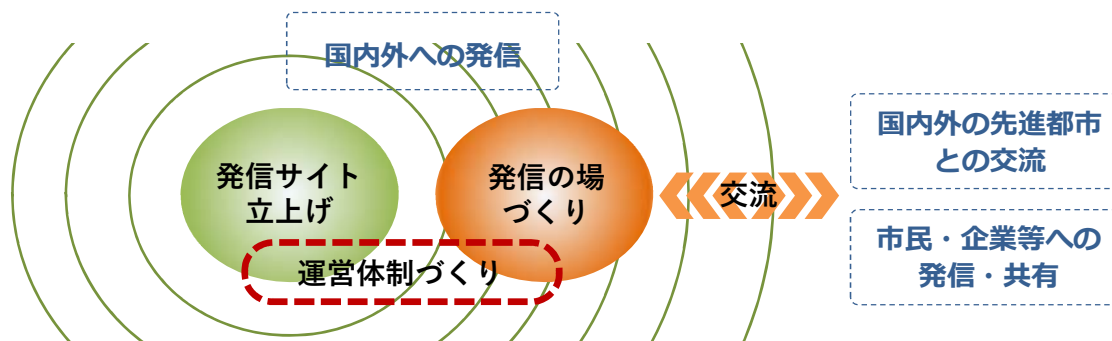 国内外への発信
発信サイト
立上げ
発信の場
づくり
運営体制づくり
交流
国内外の先進都市
との交流
市民・企業等への
発信・共有